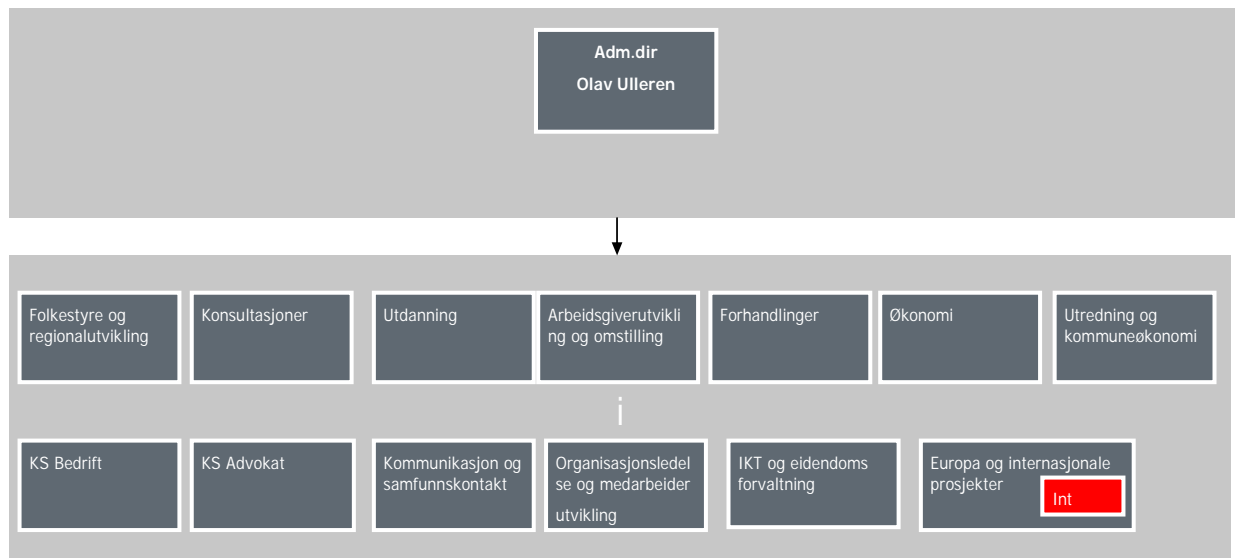 Adm.dir
Olav Ulleren
Folkestyre og
regionalutvikling
Konsultasjoner
Utdanning
Arbeidsgiverutvikli
ng og omstilling
Forhandlinger
Økonomi
Utredning og
kommuneøkonomi
i
KS Bedrift
KS Advokat
Kommunikasjon og
samfunnskontakt
Organisasjonsledel
se og medarbeider
utvikling
IKT og eidendoms
forvaltning
Europa og internasjonale
prosjekter
Int